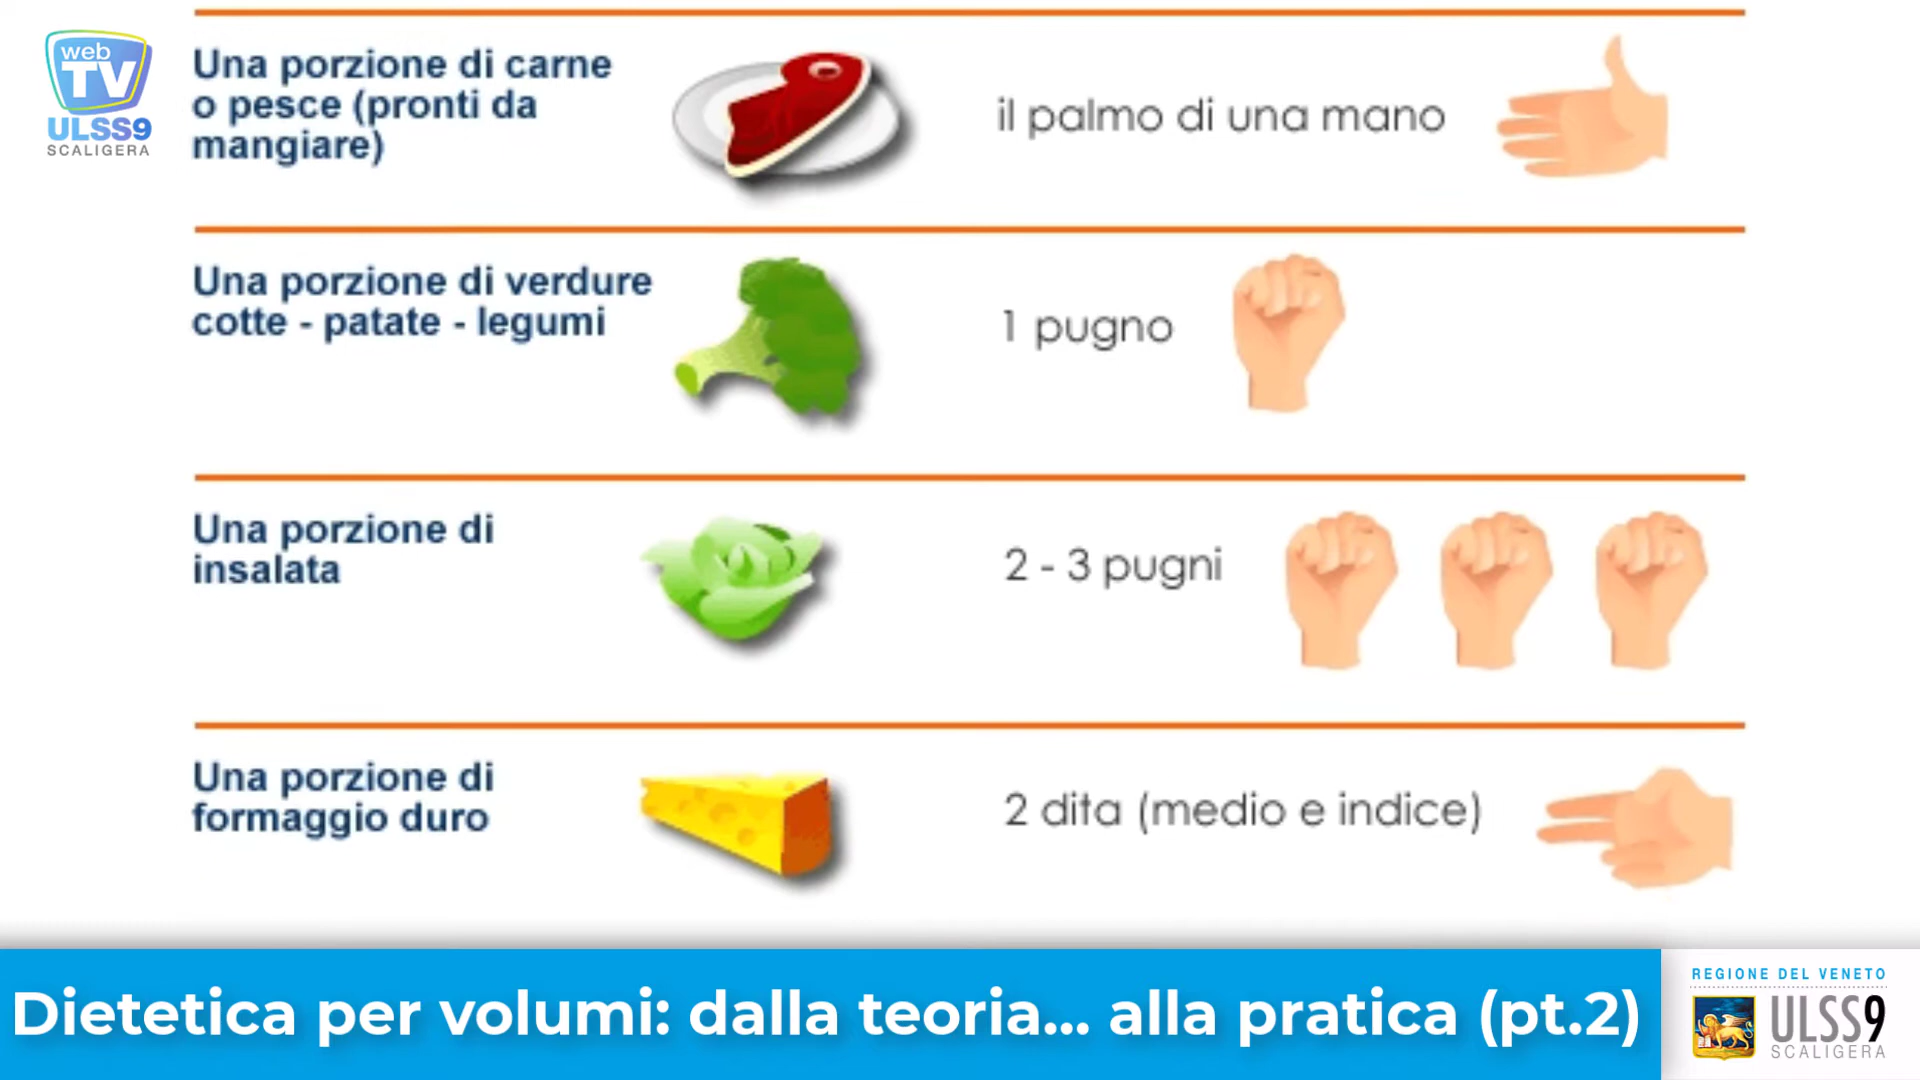 web
TV
ULSS9
SCALIGERA
Una porzione di carne
o pesce (pronti da
mangiare)
il palmo di una mano
Una porzione di verdure
cotte - patate - legumi
1 pugno
Una porzione di
insalata
2 - 3 pugni
Una porzione di
formaggio duro
2 dita (medio e indice)
Dietetica per volumi: dalla teoria... alla pratica (pt.2)
REGIONE DEL VENETO
ULSS9
SCALIGERA